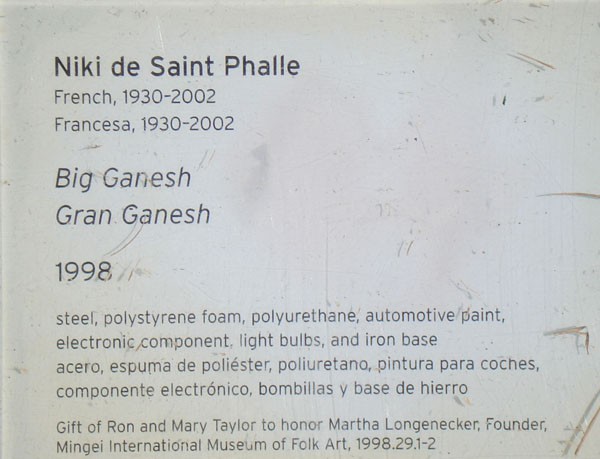 Niki de Saint Phalle
French, 1930-2002
Francesa, 1930-2002
Big Ganesh
Gran Ganesh
1998
steel, polystyrene foam, polyurethane, automotive paint,
electronic component, light bulbs, and iron base
acero, espuma de poliéster, poliuretano, pintura para coches,
componente electrónico, bombillas y base de hierro
Gift of Ron and Mary Taylor to honor Martha Longenecker, Founder,
Mingei International Museum of Folk Art, 1998.29.1-2